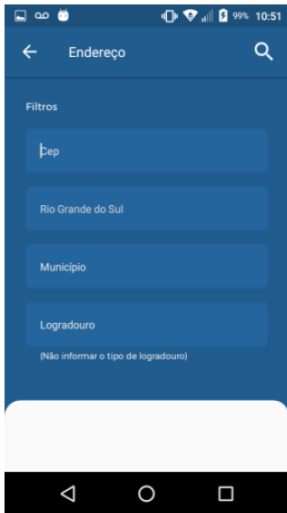 99% 10:51
Endereço
Filtros
Cep
Rio Grande do Sul
Município
Logradouro
(Não informar o tipo de logradouro)